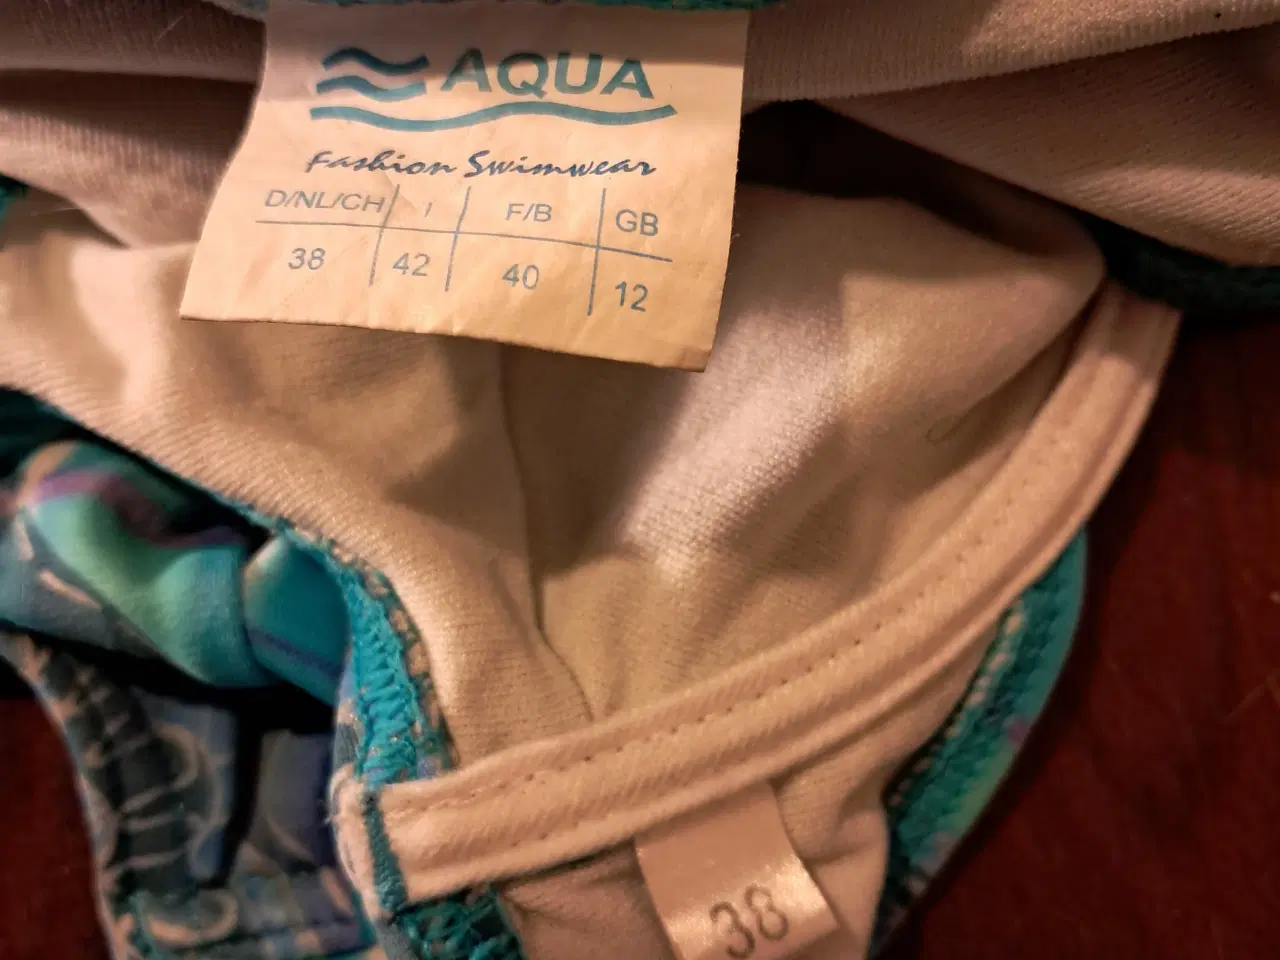 AQUA
Fashion Swimwear
D/NL/CH I F/B GB
38 42 40 12
38